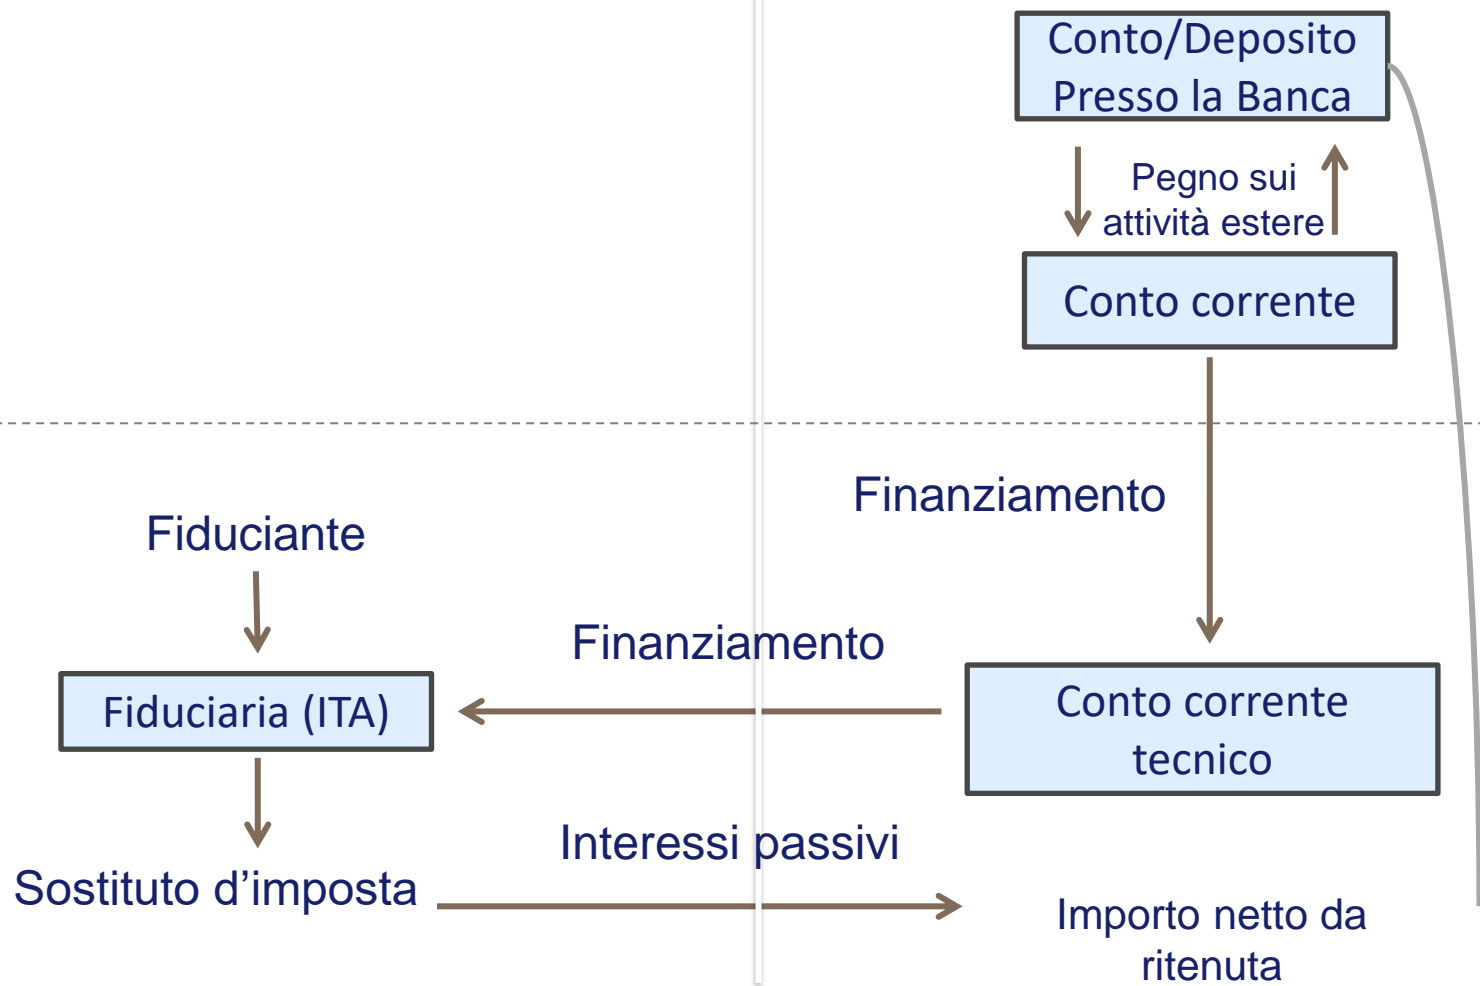 Conto/Deposito
Presso la Banca
Pegno sui
attività estere
Conto corrente
Finanziamento
Fiduciante
Finanziamento
Fiduciaria (ITA)
Conto corrente
tecnico
Interessi passivi
Sostituto d’imposta
Importo netto da
ritenuta